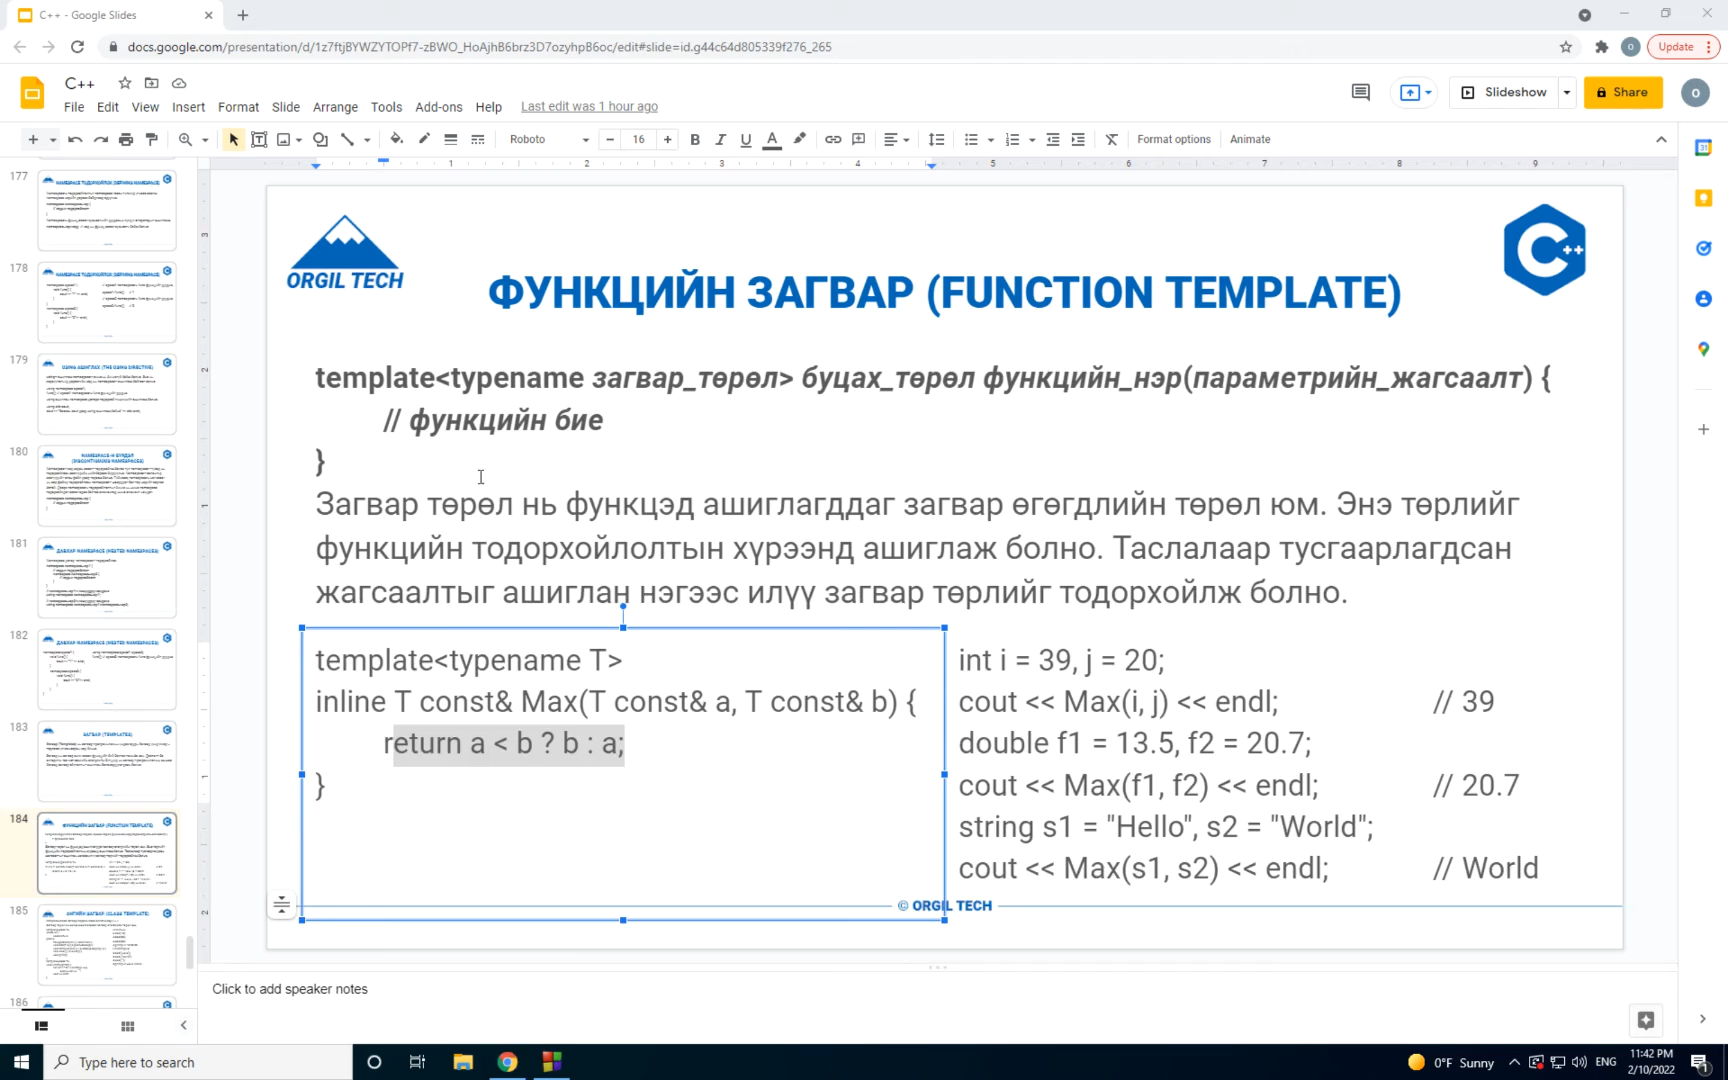 C++ - Google Slides
docs.google.com/presentation/d/1z7ftjBYWZYTOPf7-zBWO_HoAjhB6brz3D7ozyhpB6oc/edit#slide=id.g44c64d805339f276_265
Update
C++
File Edit View Insert Format Slide Arrange Tools Add-ons Help Last edit was 1 hour ago
Slideshow
Share
Roboto
16
Format options
Animate
ORGIL TECH
C++
ФУНКЦИЙН ЗАГВАР (FUNCTION TEMPLATE)
template<typename загвар_төрөл> буцах_төрөл функцийн_нэр(параметрийн_жагсаалт) {
// функцийн бие
}
Загвар төрөл нь функцэд ашиглагддаг загвар өгөгдлийн төрөл юм. Энэ төрлийг
функцийн тодорхойлолтын хүрээнд ашиглаж болно. Таслалаар тусгаарлагдсан
жагсаалтыг ашиглан нэгээс илүү загвар төрлийг тодорхойлж болно.
template<typename T>
inline T const& Max(T const& a, T const& b) {
return a < b ? b : a;
}
int i = 39, j = 20;
cout << Max(i, j) << endl; // 39
double f1 = 13.5, f2 = 20.7;
cout << Max(f1, f2) << endl; // 20.7
string s1 = "Hello", s2 = "World";
cout << Max(s1, s2) << endl; // World
© ORGIL TECH
177
178
179
180
181
182
183
184
185
186
Click to add speaker notes
Type here to search
0°F Sunny
ENG
11:42 PM
2/10/2022